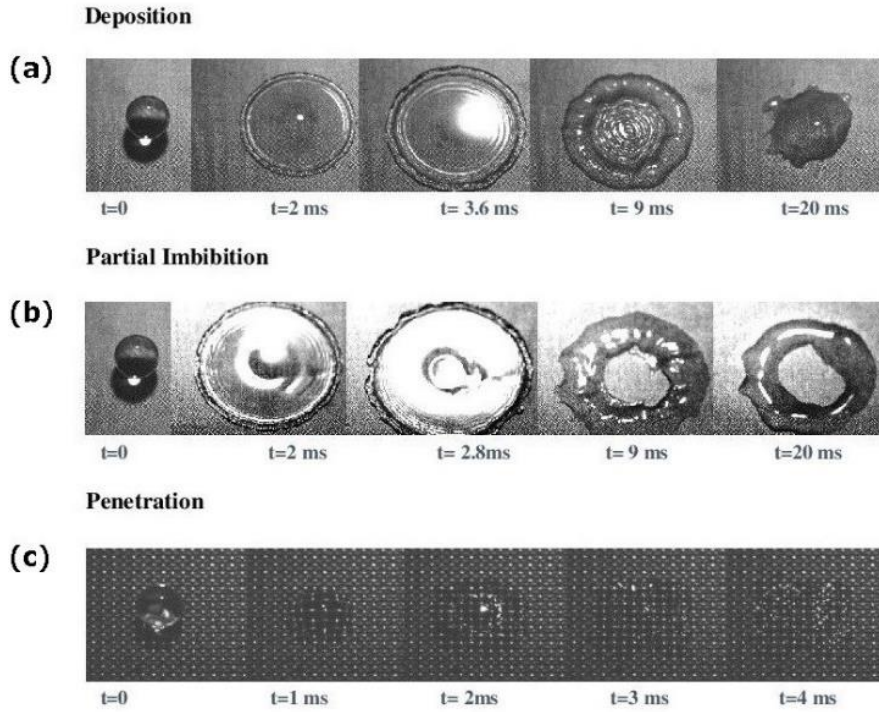 Deposition
(a)
t=0 t=2 ms t= 3.6 ms t= 9 ms t=20 ms
Partial Imbibition
(b)
t=0 t=2 ms t= 2.8ms t= 9 ms t=20 ms
Penetration
(c)
t=0 t=1 ms t= 2ms t= 3 ms t= 4 ms